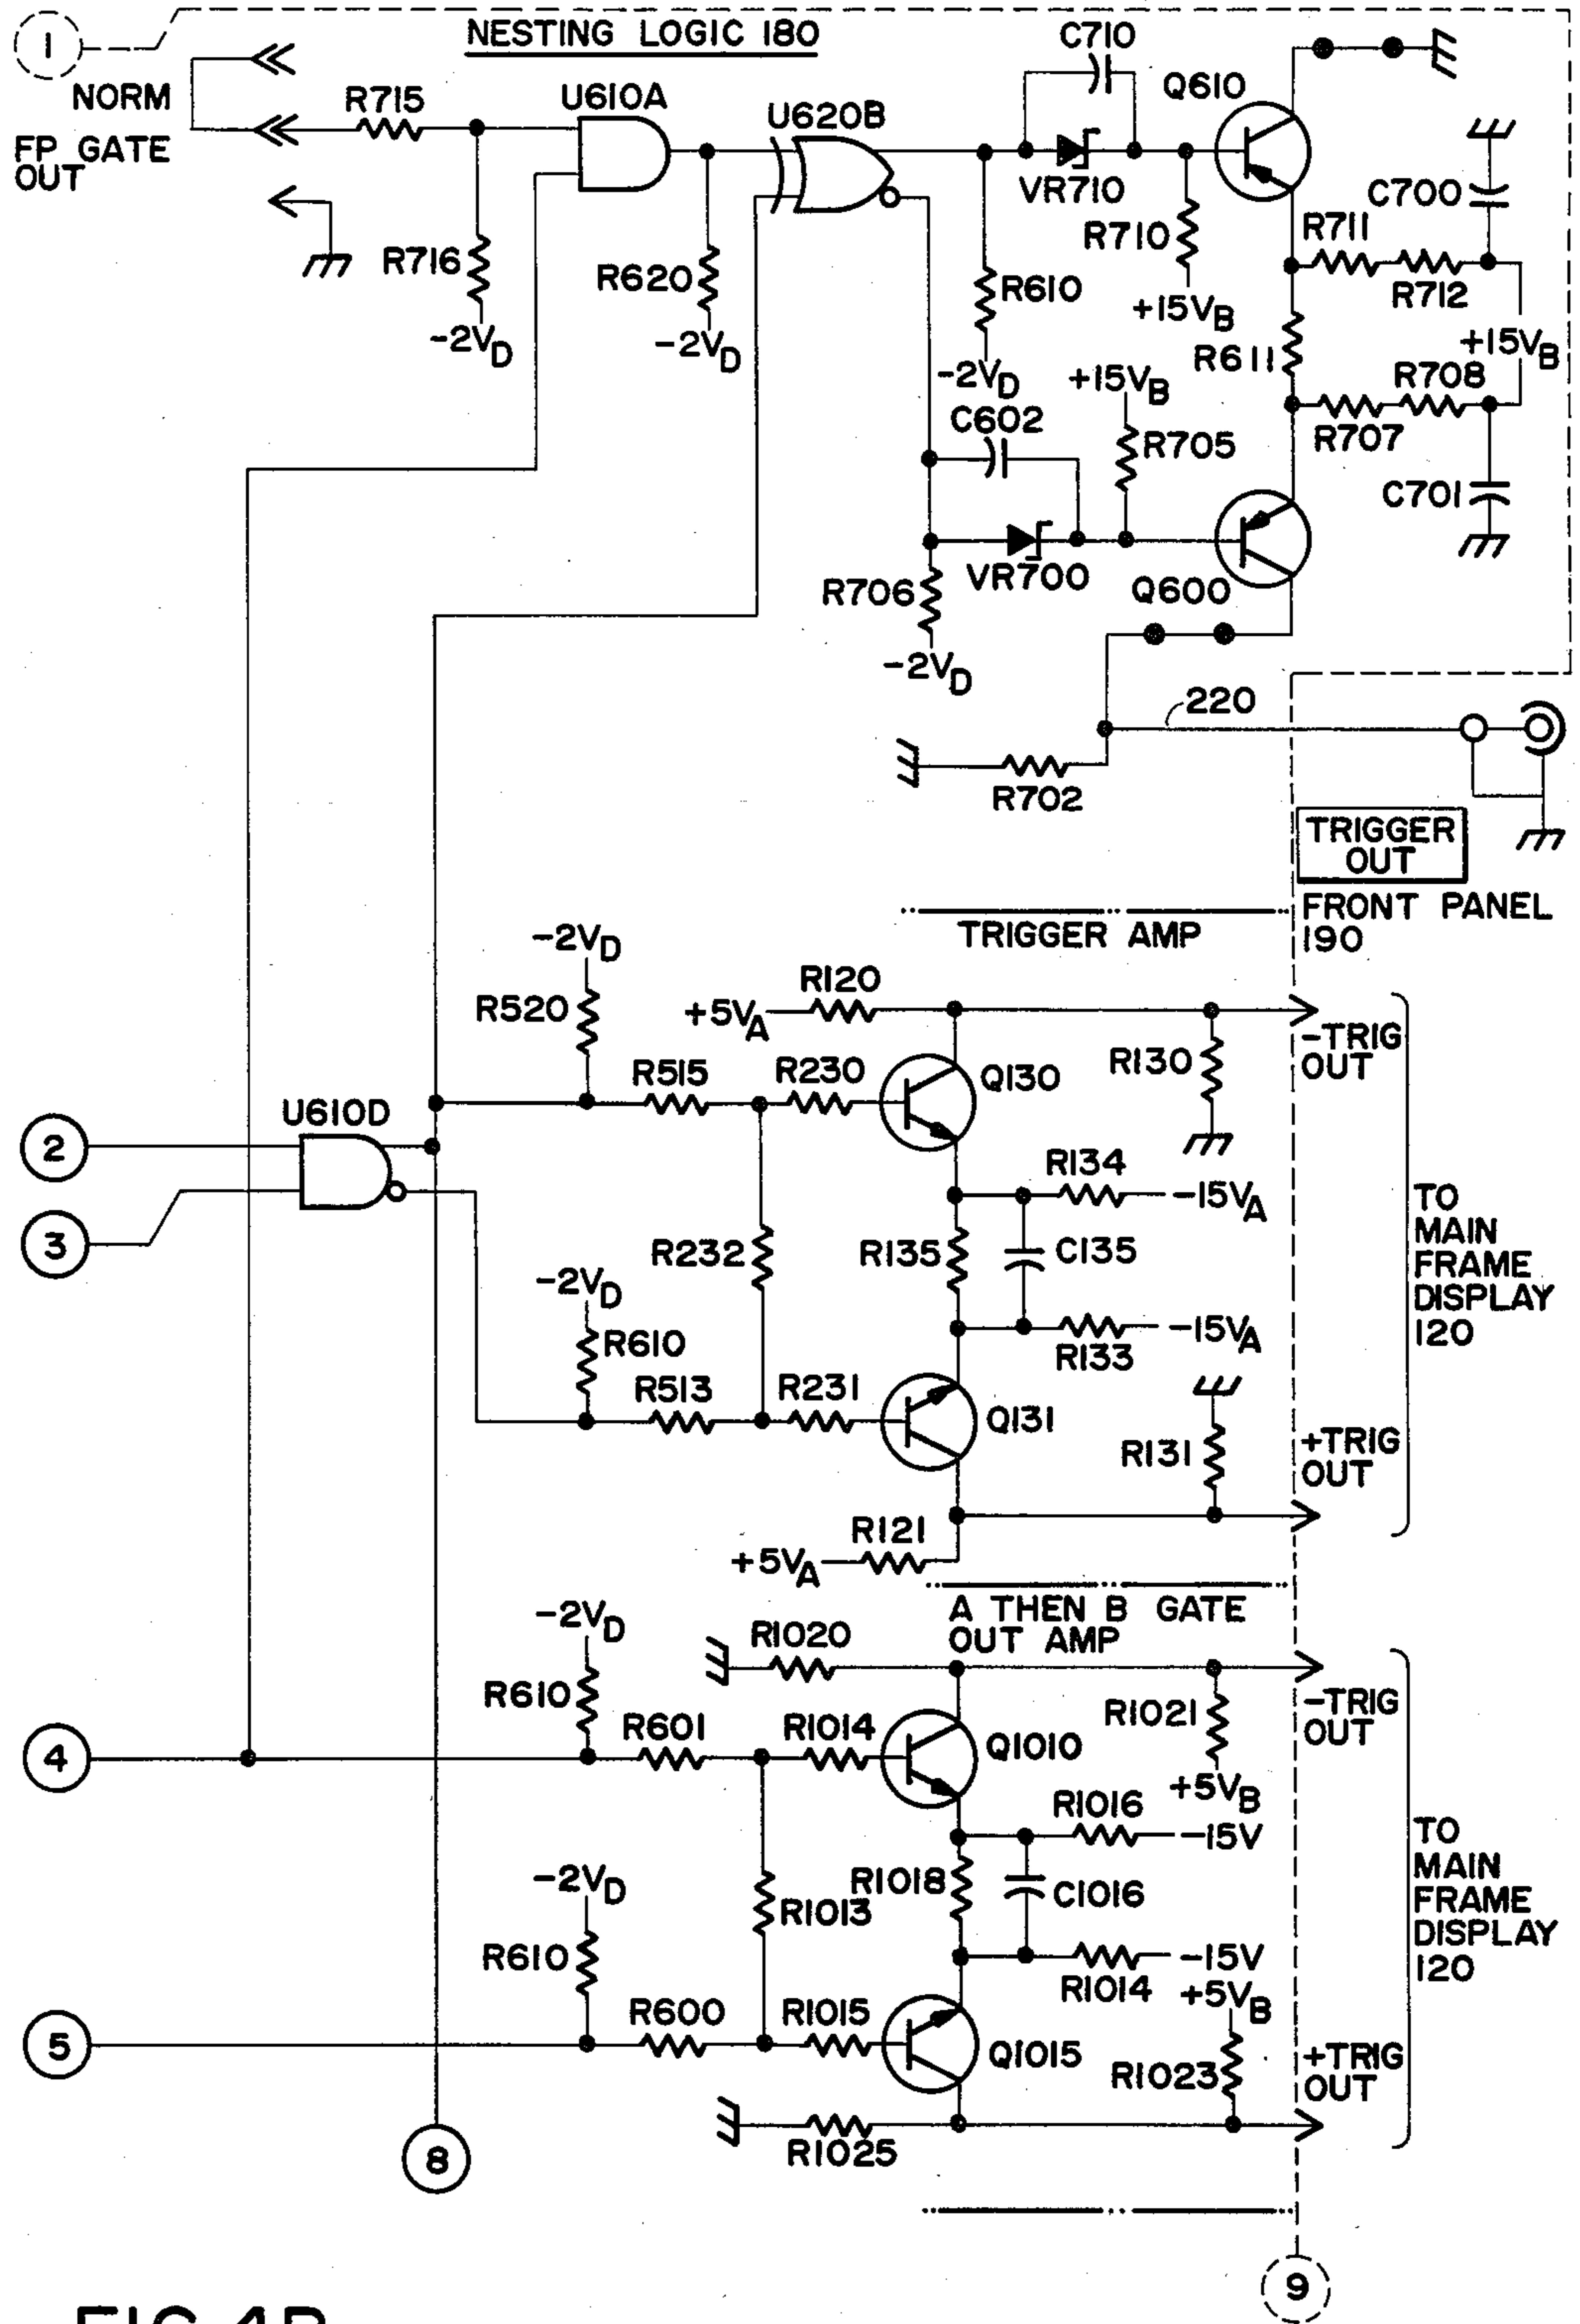 1
NESTING LOGIC 180
NORM
FP GATE
OUT
R715
R716
-2VD
U610A
R620
-2VD
U620B
C710
VR710
Q610
R710
+15VB
R610
-2VD
C700
R711
R712
R611
+15VB
R708
R707
C701
+15VB
R705
C602
VR700
Q600
R706
-2VD
220
R702
TRIGGER
OUT
FRONT PANEL
190
TRIGGER AMP
-2VD
R520
+5VA
R120
R515
R230
Q130
R130
-TRIG
OUT
2
U610D
3
R134
-15VA
R232
R135
C135
TO
MAIN
FRAME
DISPLAY
120
-2VD
R610
R133
-15VA
R513
R231
Q131
R131
+TRIG
OUT
+5VA
R121
A THEN B GATE
OUT AMP
-2VD
R1020
R610
R601
R1014
Q1010
R1021
+5VB
-TRIG
OUT
4
R1016
-15V
R1018
C1016
R1013
TO
MAIN
FRAME
DISPLAY
120
-2VD
R610
R1014
-15V
+5VB
R600
R1015
Q1015
R1023
+TRIG
OUT
5
R1025
8
9